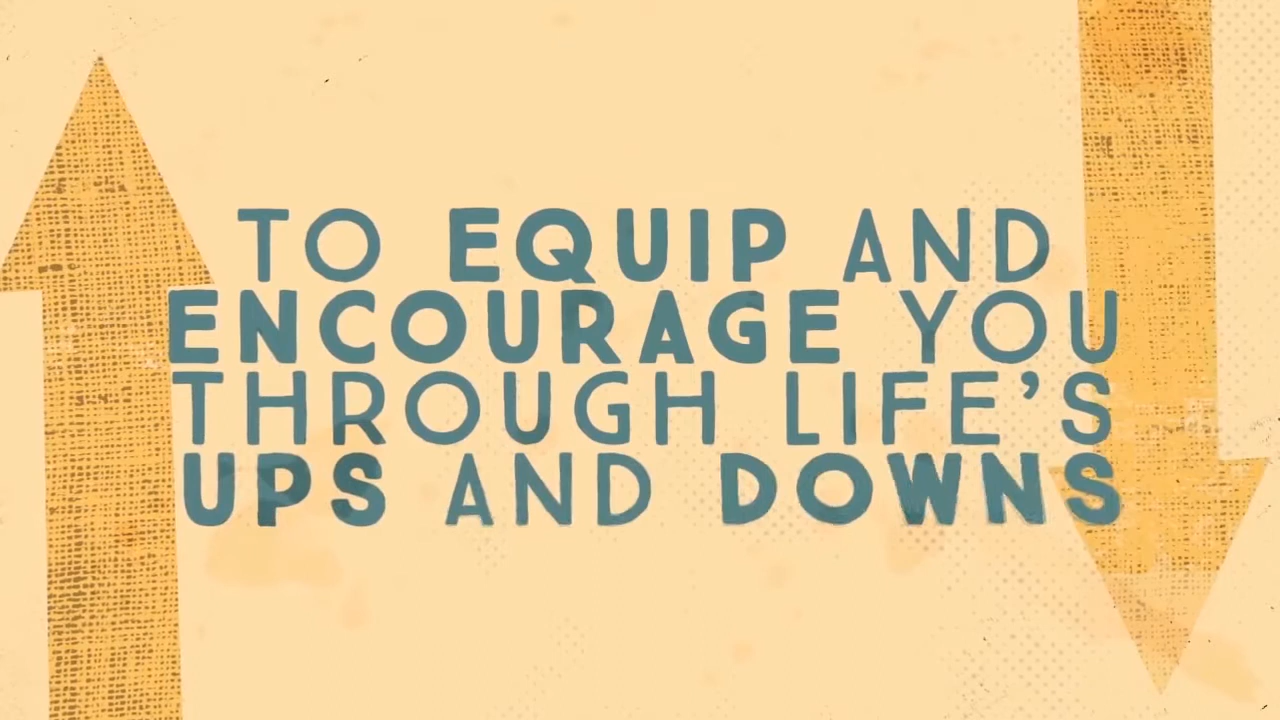 TO EQUIP AND
ENCOURAGE YOU
THROUGH LIFE'S
UPS AND DOWNS